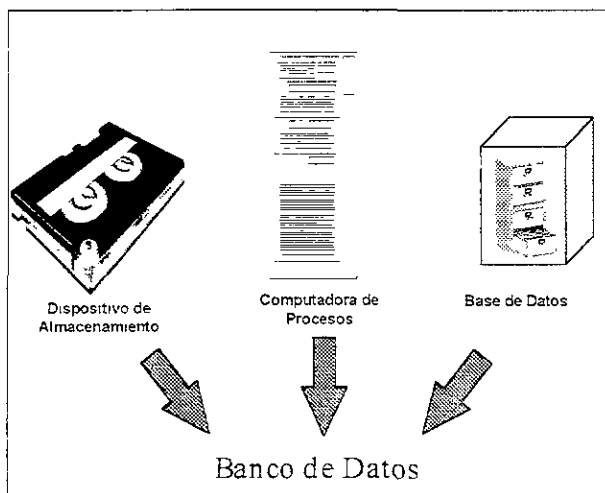 Dispositivo de
Almacenamiento
Computadora de
Procesos
Base de Datos
Banco de Datos